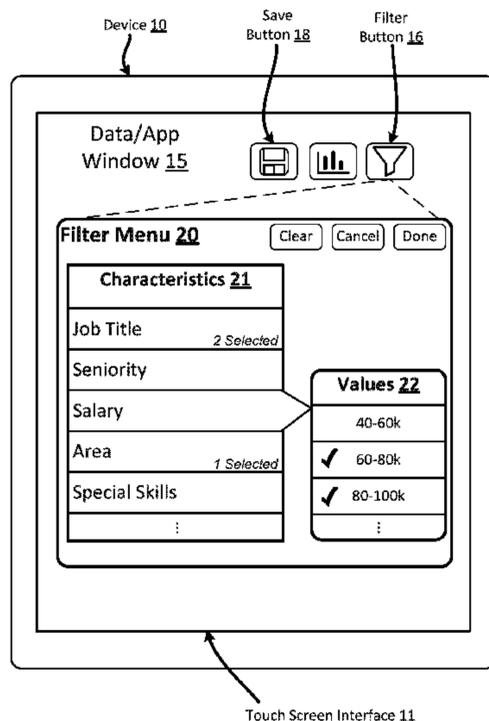 Device 10
Save
Button 18
Filter
Button 16
Data/App
Window 15
Filter Menu 20
Clear
Cancel
Done
Characteristics 21
Job Title
2 Selected
Seniority
Salary
Area
1 Selected
Special Skills
⋮
Values 22
40-60k
60-80k
80-100k
⋮
Touch Screen Interface 11